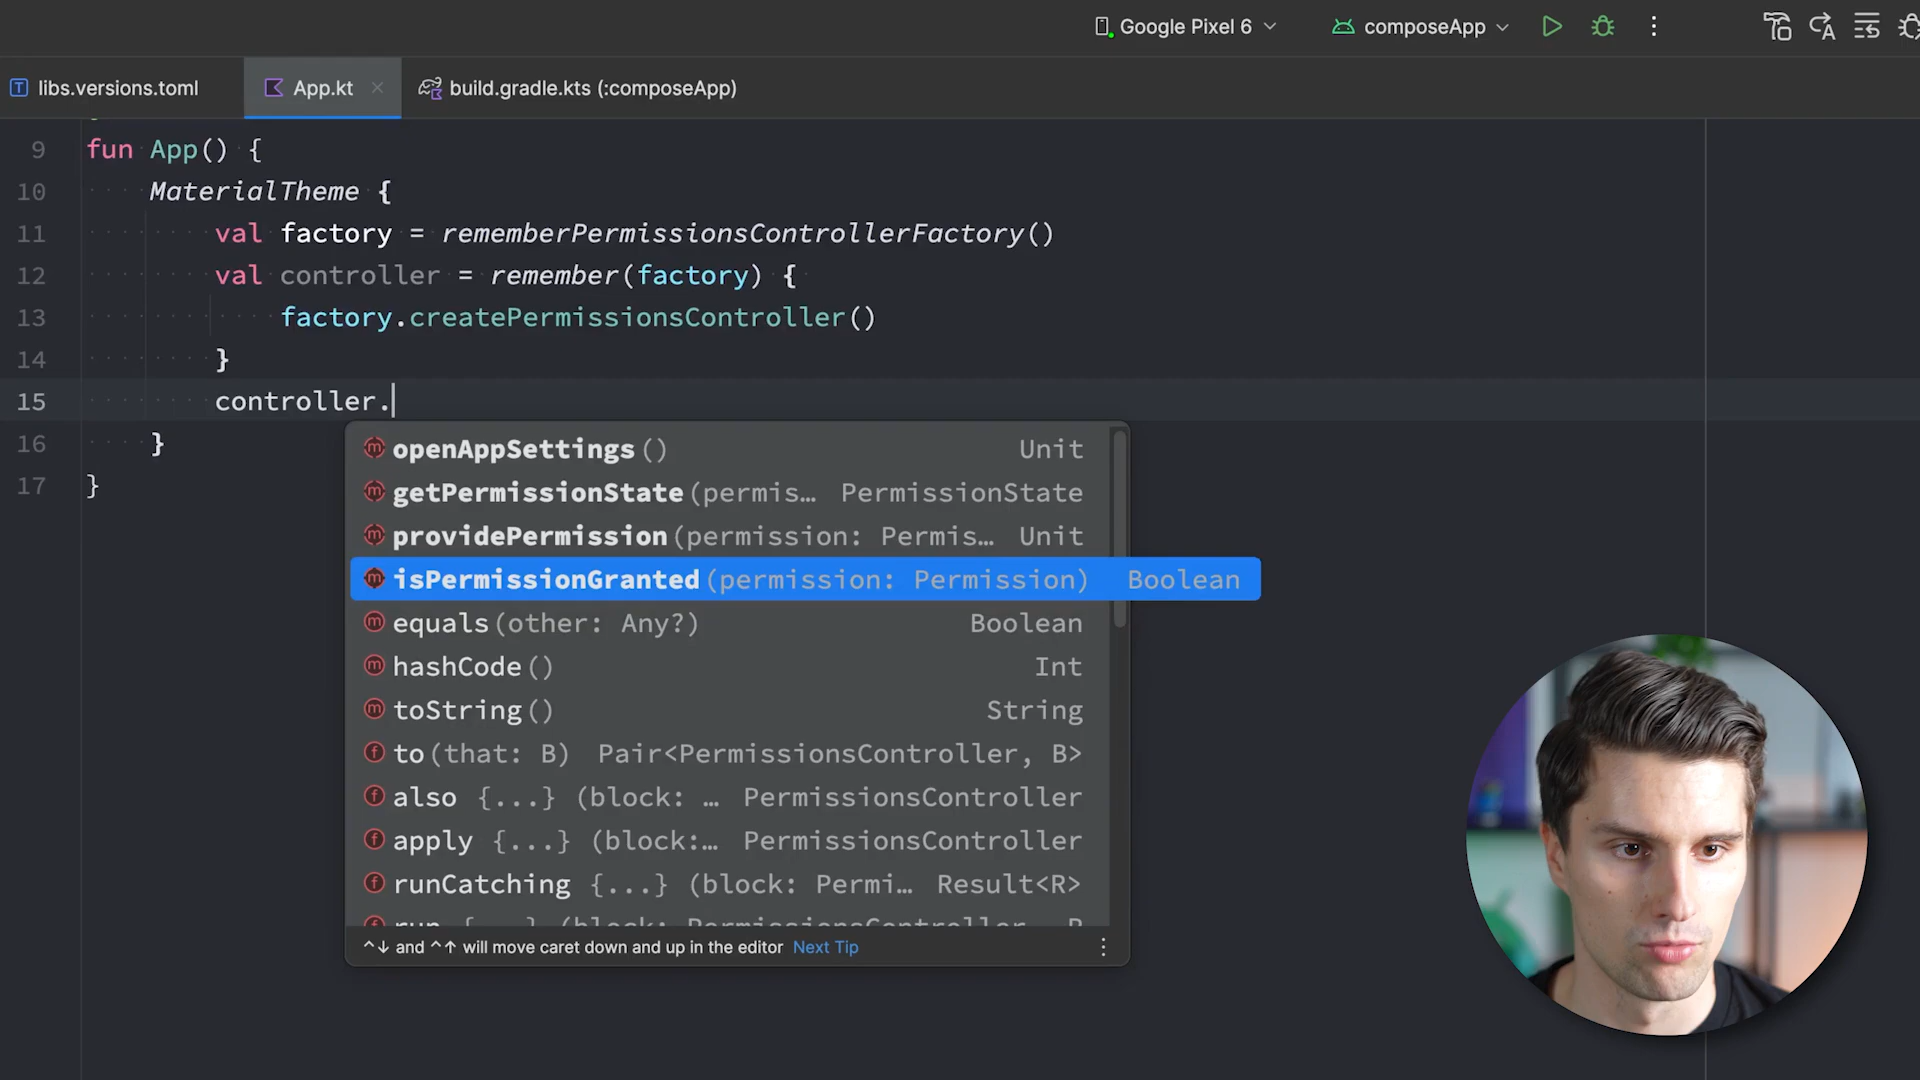 Google Pixel 6
composeApp
libs.versions.toml
App.kt
build.gradle.kts (:composeApp)
9 fun App() {
10 MaterialTheme {
11 val factory = rememberPermissionsControllerFactory()
12 val controller = remember(factory) {
13 factory.createPermissionsController()
14 }
15 controller.
16 }
17 }
openAppSettings() Unit
getPermissionState(permis… PermissionState
providePermission(permission: Permis… Unit
isPermissionGranted(permission: Permission) Boolean
equals(other: Any?) Boolean
hashCode() Int
toString() String
to(that: B) Pair<PermissionsController, B>
also {...} (block: … PermissionsController
apply {...} (block:… PermissionsController
runCatching {...} (block: Permi… Result<R>
run {...} (block: PermissionsController. R
^↓ and ^↑ will move caret down and up in the editor Next Tip